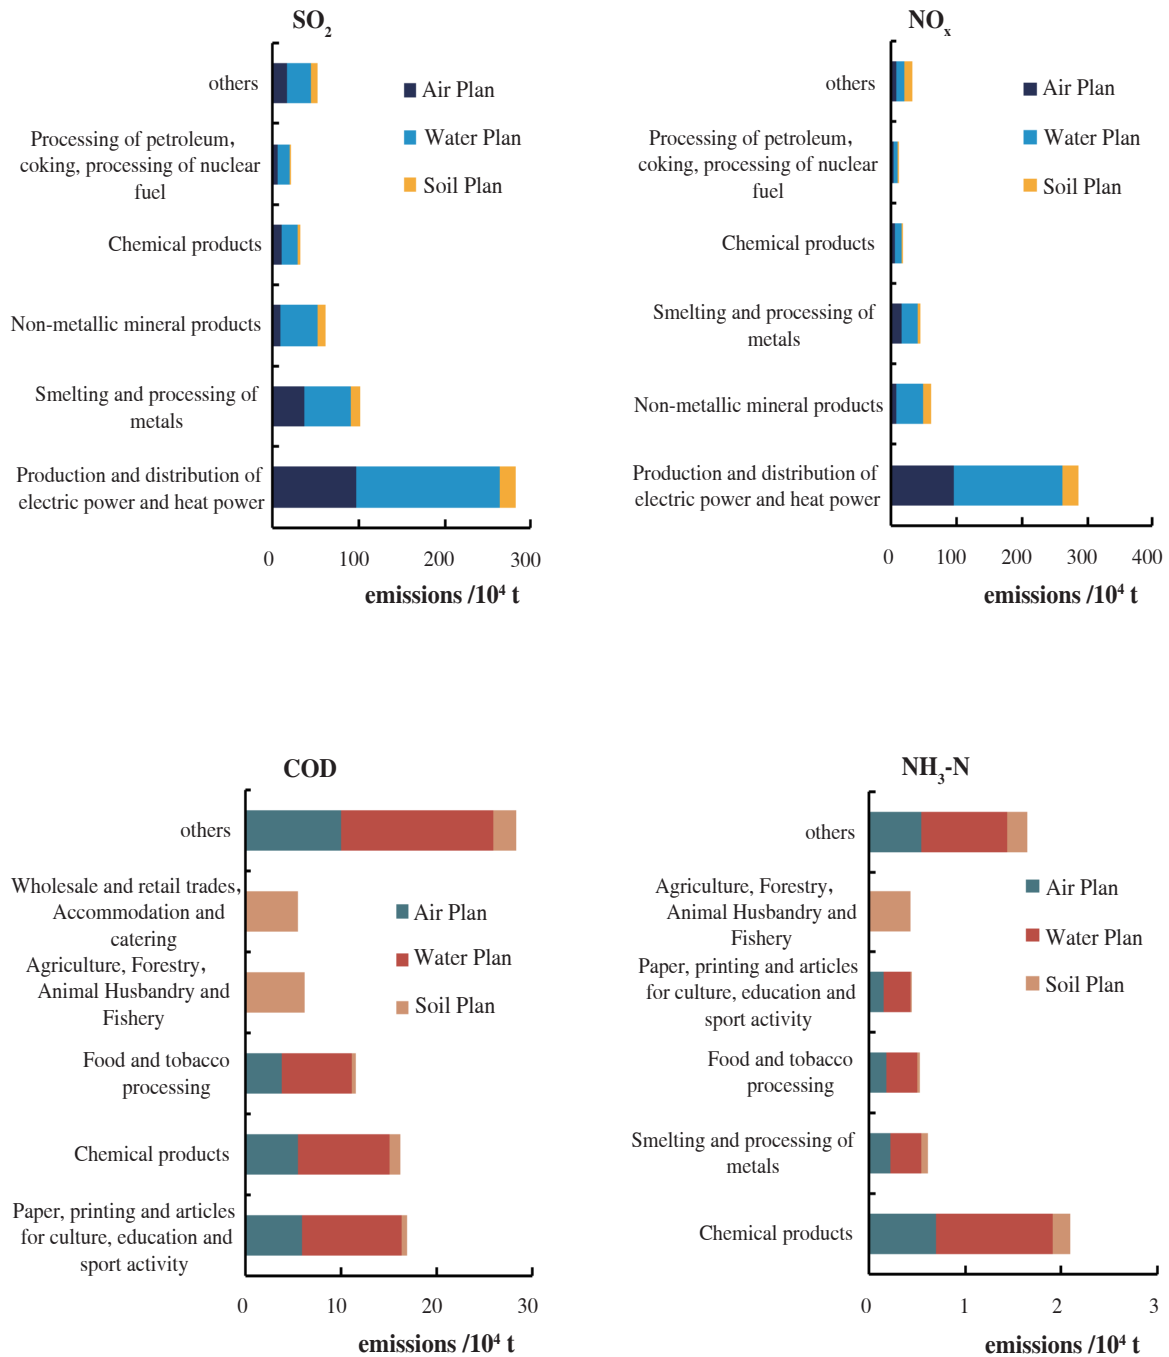 SO2
others
Processing of petroleum,
coking, processing of nuclear
fuel
Chemical products
Non-metallic mineral products
Smelting and processing of
metals
Production and distribution of
electric power and heat power
Air Plan
Water Plan
Soil Plan
0 100 200 300
emissions /10⁴ t
NOx
others
Processing of petroleum,
coking, processing of nuclear
fuel
Chemical products
Smelting and processing of
metals
Non-metallic mineral products
Production and distribution of
electric power and heat power
Air Plan
Water Plan
Soil Plan
0 100 200 300 400
emissions /10⁴ t
COD
others
Wholesale and retail trades,
Accommodation and
catering
Agriculture, Forestry,
Animal Husbandry and
Fishery
Food and tobacco
processing
Chemical products
Paper, printing and articles
for culture, education and
sport activity
Air Plan
Water Plan
Soil Plan
0 10 20 30
emissions /10⁴ t
NH3-N
others
Agriculture, Forestry,
Animal Husbandry and
Fishery
Paper, printing and articles
for culture, education and
sport activity
Food and tobacco
processing
Smelting and processing of
metals
Chemical products
Air Plan
Water Plan
Soil Plan
0 1 2 3
emissions /10⁴ t